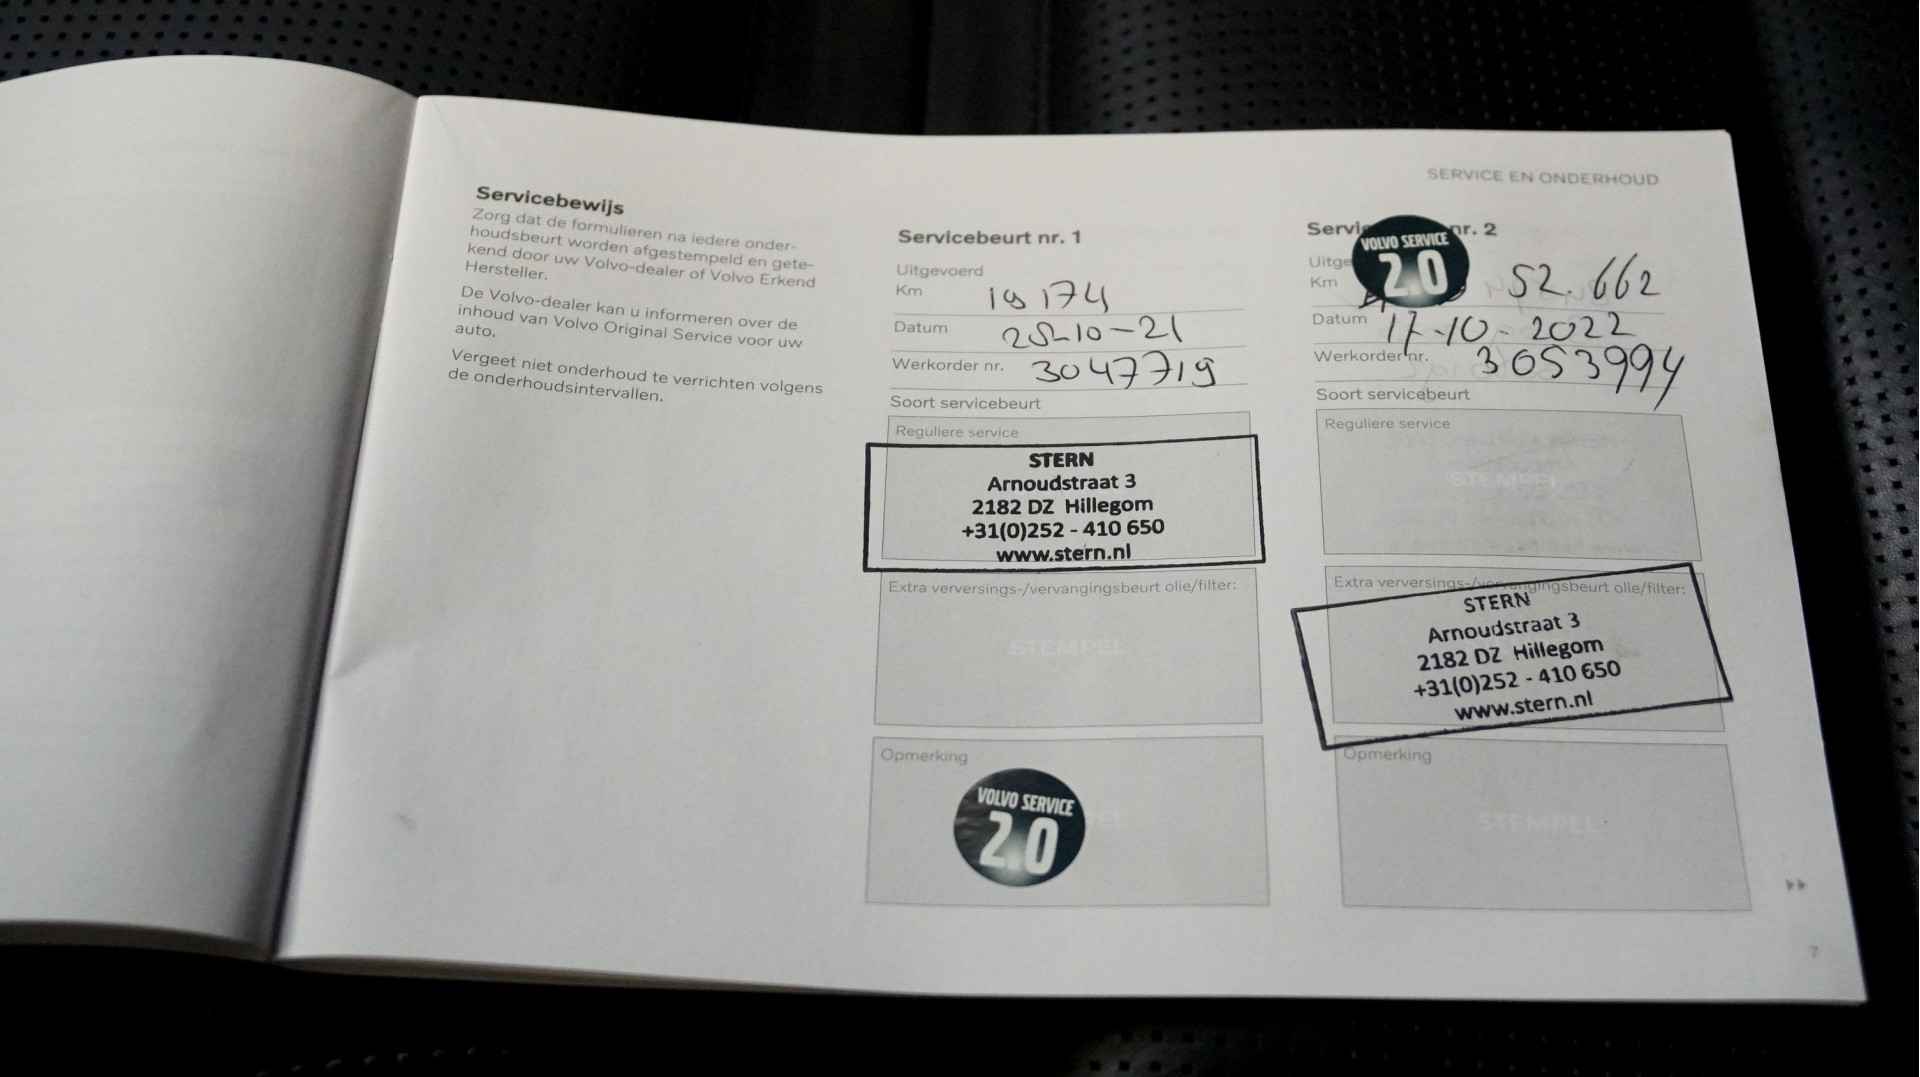 SERVICE EN ONDERHOUD
Servicebewijs
Zorg dat de formulieren na iedere onder-
houdsbeurt worden afgestempeld en gete-
kend door uw Volvo-dealer of Volvo Erkend
Hersteller.
De Volvo-dealer kan u informeren over de
inhoud van Volvo Original Service voor uw
auto.
Vergeet niet onderhoud te verrichten volgens
de onderhoudsintervallen.
Servicebeurt nr. 1
Uitgevoerd
Km 19174
Datum 25-10-21
Werkorder nr. 3047719
Soort servicebeurt
Reguliere service
STERN
Arnoudstraat 3
2182 DZ Hillegom
+31(0)252 - 410 650
www.stern.nl
Extra verversings-/vervangingsbeurt olie/filter:
STEMPEL
Opmerking
VOLVO SERVICE
2.0
nr. 2
VOLVO SERVICE
2.0
Km 52.662
Datum 17-10-2022
Werkorder nr. 3053994
Soort servicebeurt
Reguliere service
STEMPEL
Extra verversings-/vervangingsbeurt olie/filter:
STERN
Arnoudstraat 3
2182 DZ Hillegom
+31(0)252 - 410 650
www.stern.nl
Opmerking
STEMPEL
7